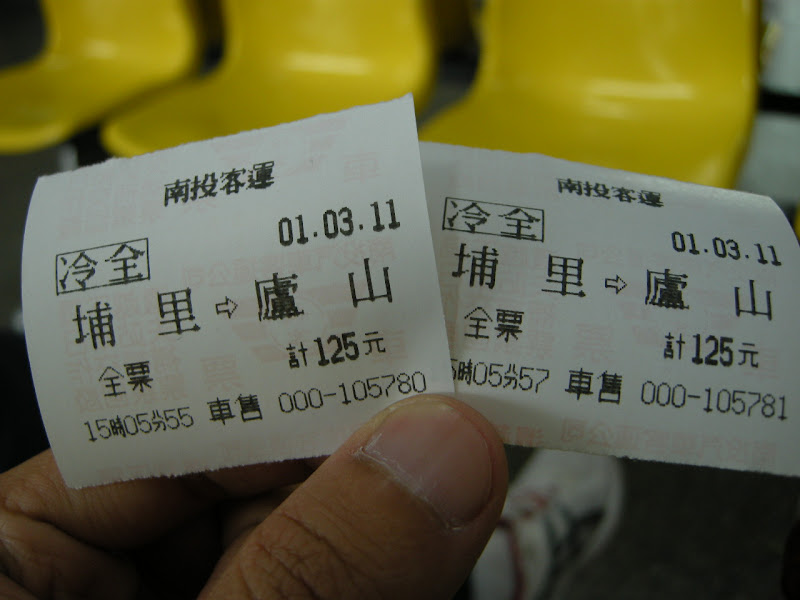 南投客運
01.03.11
冷全
埔里⇨廬山
全票 計125元
15時05分55 車售 000-105780
南投客運
冷全 01.03.11
埔里⇨廬山
全票 計125元
5時05分57 車售 000-105781